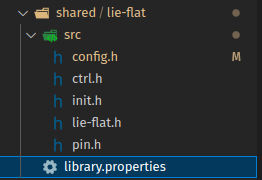 shared / lie-flat
src
config.h M
ctrl.h
init.h
lie-flat.h
pin.h
library.properties